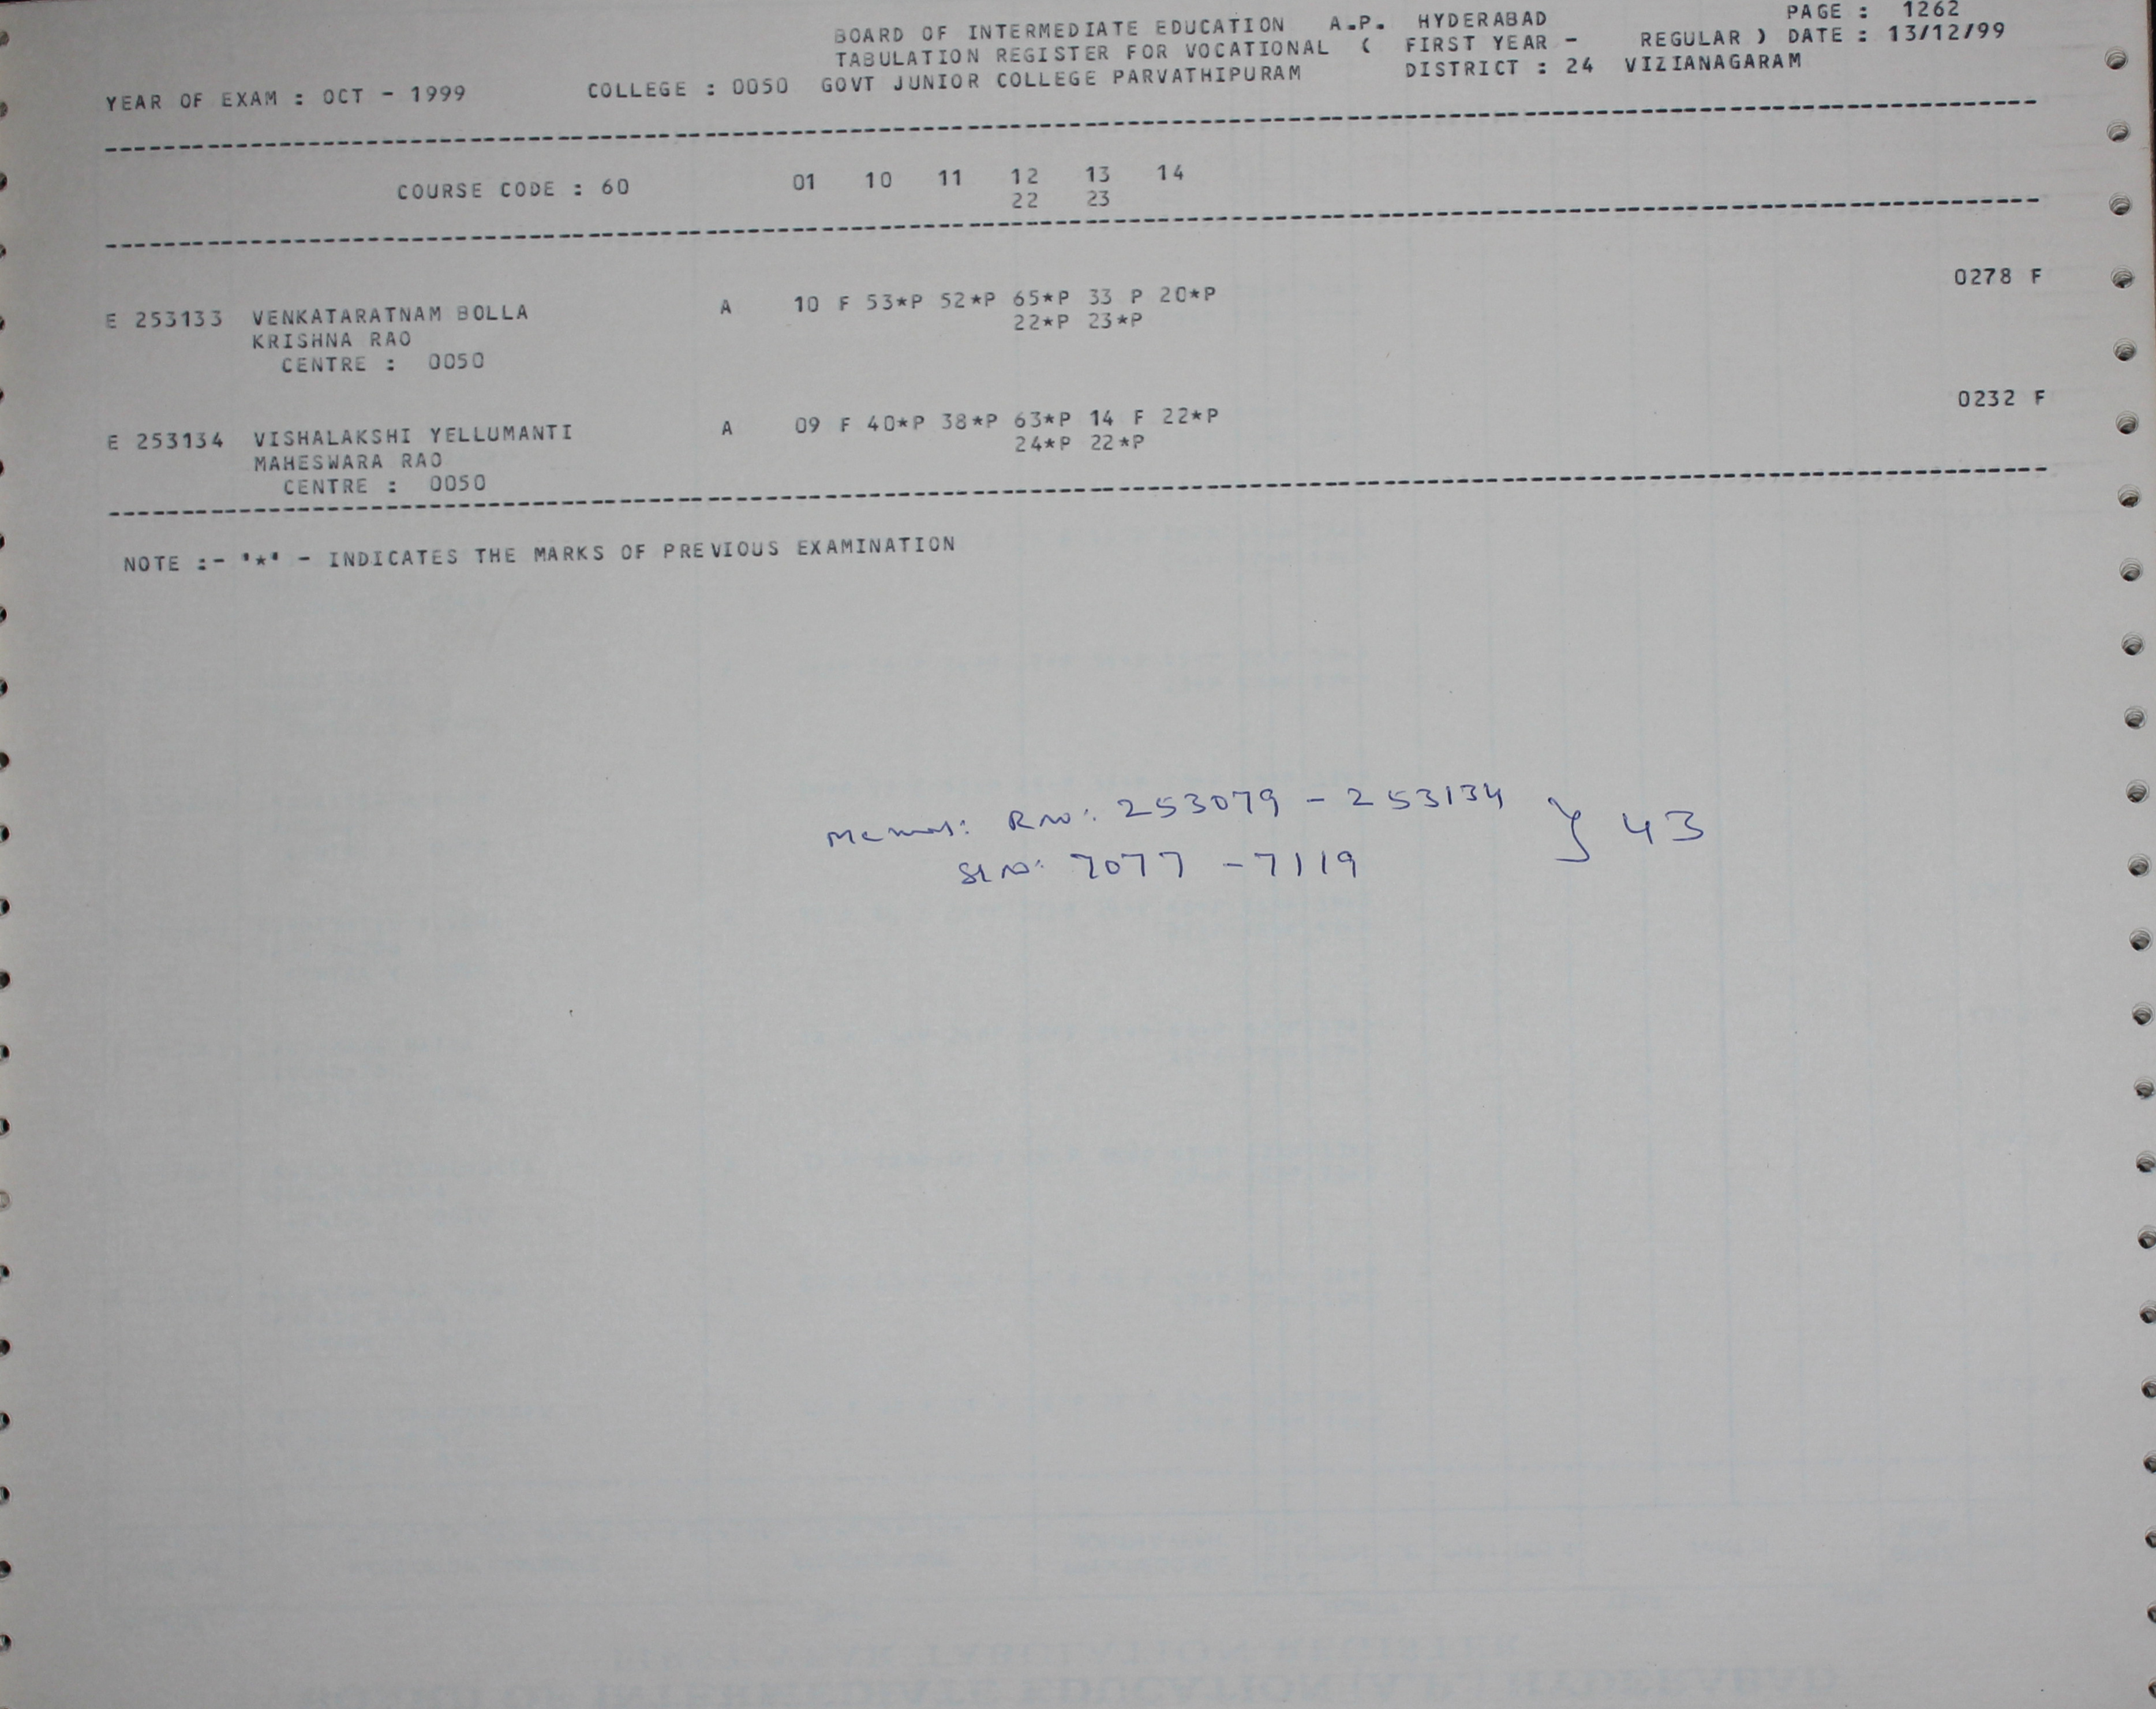 BOARD OF INTERMEDIATE EDUCATION A.P. HYDERABAD PAGE : 1262
TABULATION REGISTER FOR VOCATIONAL ( FIRST YEAR - REGULAR ) DATE : 13/12/99
YEAR OF EXAM : OCT - 1999 COLLEGE : 0050 GOVT JUNIOR COLLEGE PARVATHIPURAM DISTRICT : 24 VIZIANAGARAM
COURSE CODE : 60 01 10 11 12 13 14
22 23
E 253133 VENKATARATNAM BOLLA A 10 F 53*P 52*P 65*P 33 P 20*P 0278 F
KRISHNA RAO 22*P 23*P
CENTRE : 0050
E 253134 VISHALAKSHI YELLUMANTI A 09 F 40*P 38*P 63*P 14 F 22*P 0232 F
MAHESWARA RAO 24*P 22*P
CENTRE : 0050
NOTE :- '*' - INDICATES THE MARKS OF PREVIOUS EXAMINATION
Memos: R No: 253079 - 253134 } 43
Sl No: 7077 - 7119